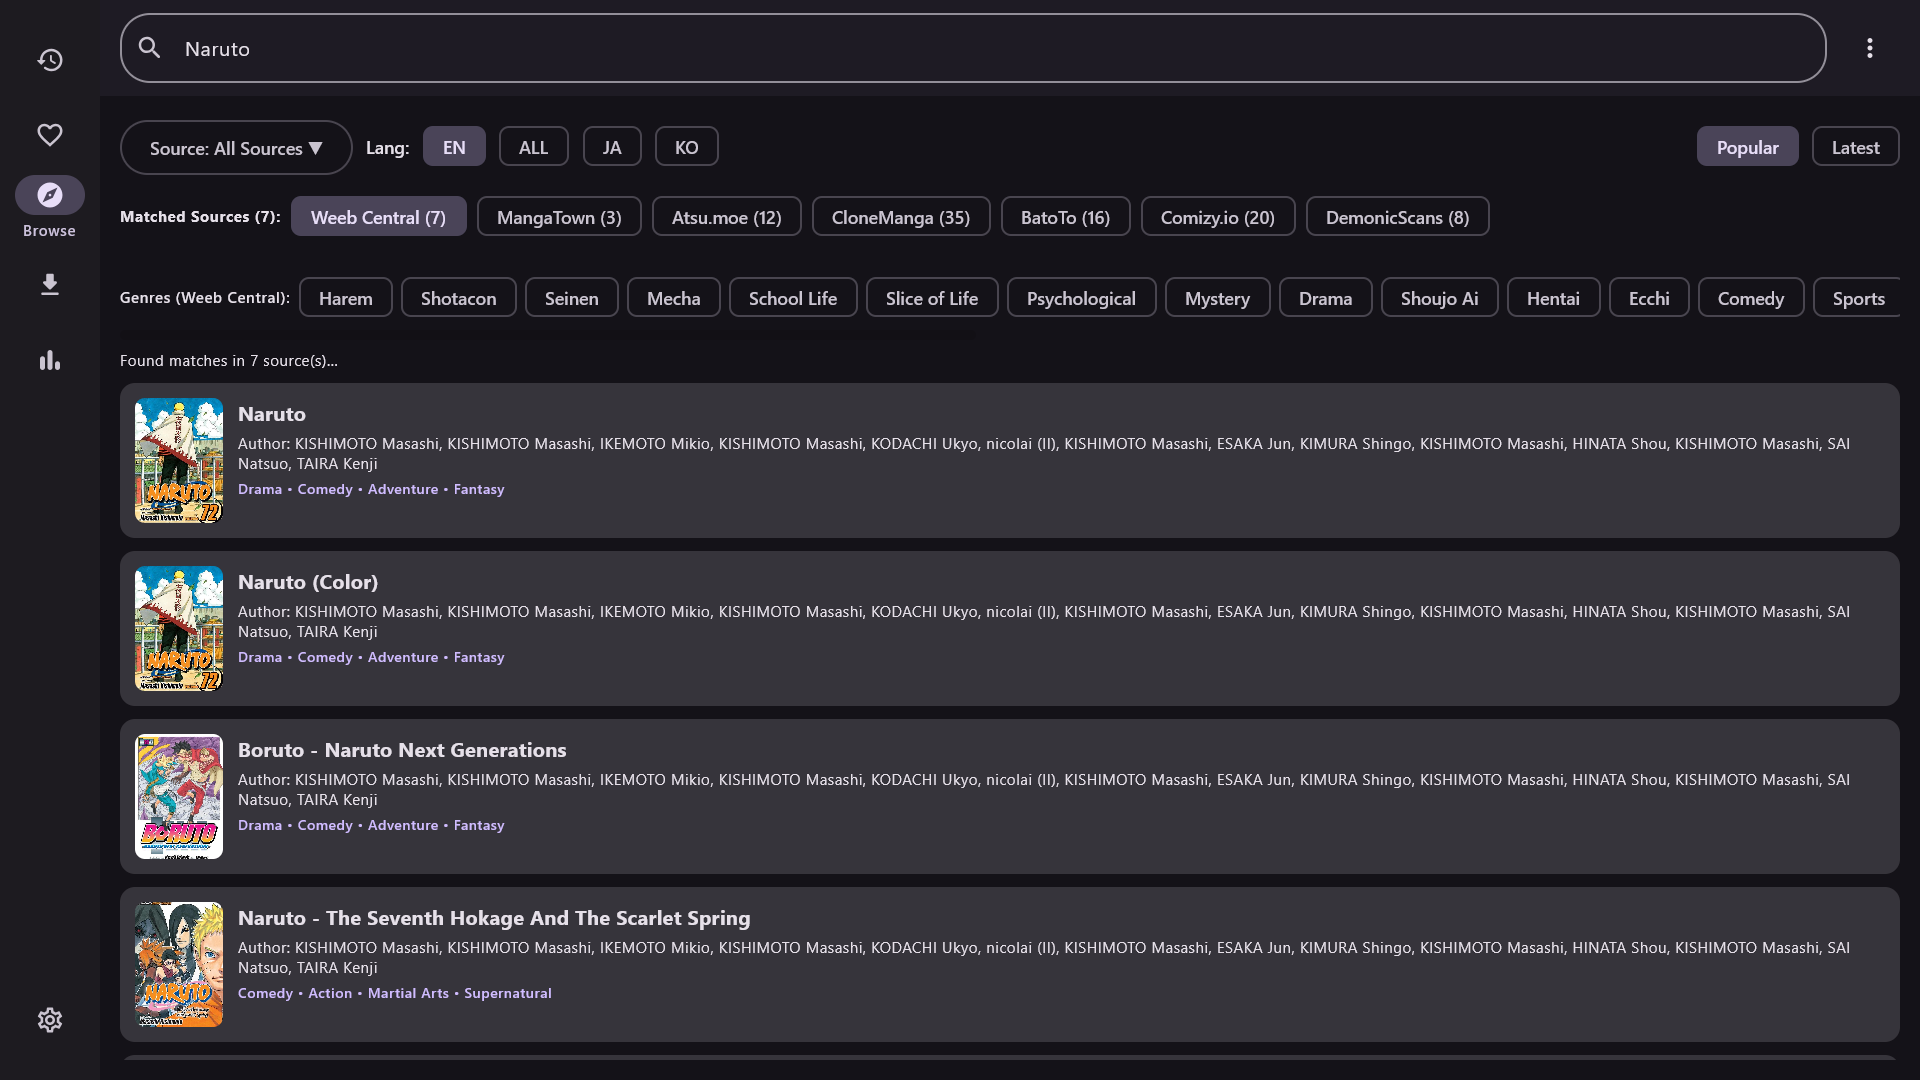 Naruto
Browse
Source: All Sources ▼ Lang: EN ALL JA KO Popular Latest
Matched Sources (7): Weeb Central (7) MangaTown (3) Atsu.moe (12) CloneManga (35) BatoTo (16) Comizy.io (20) DemonicScans (8)
Genres (Weeb Central): Harem Shotacon Seinen Mecha School Life Slice of Life Psychological Mystery Drama Shoujo Ai Hentai Ecchi Comedy Sports
Found matches in 7 source(s)...
Naruto
Author: KISHIMOTO Masashi, KISHIMOTO Masashi, IKEMOTO Mikio, KISHIMOTO Masashi, KODACHI Ukyo, nicolai (II), KISHIMOTO Masashi, ESAKA Jun, KIMURA Shingo, KISHIMOTO Masashi, HINATA Shou, KISHIMOTO Masashi, SAI
Natsuo, TAIRA Kenji
Drama • Comedy • Adventure • Fantasy
NARUTO
72
Naruto (Color)
Author: KISHIMOTO Masashi, KISHIMOTO Masashi, IKEMOTO Mikio, KISHIMOTO Masashi, KODACHI Ukyo, nicolai (II), KISHIMOTO Masashi, ESAKA Jun, KIMURA Shingo, KISHIMOTO Masashi, HINATA Shou, KISHIMOTO Masashi, SAI
Natsuo, TAIRA Kenji
Drama • Comedy • Adventure • Fantasy
NARUTO
72
Boruto - Naruto Next Generations
Author: KISHIMOTO Masashi, KISHIMOTO Masashi, IKEMOTO Mikio, KISHIMOTO Masashi, KODACHI Ukyo, nicolai (II), KISHIMOTO Masashi, ESAKA Jun, KIMURA Shingo, KISHIMOTO Masashi, HINATA Shou, KISHIMOTO Masashi, SAI
Natsuo, TAIRA Kenji
Drama • Comedy • Adventure • Fantasy
BORUTO
Naruto - The Seventh Hokage And The Scarlet Spring
Author: KISHIMOTO Masashi, KISHIMOTO Masashi, IKEMOTO Mikio, KISHIMOTO Masashi, KODACHI Ukyo, nicolai (II), KISHIMOTO Masashi, ESAKA Jun, KIMURA Shingo, KISHIMOTO Masashi, HINATA Shou, KISHIMOTO Masashi, SAI
Natsuo, TAIRA Kenji
Comedy • Action • Martial Arts • Supernatural
NARUTO